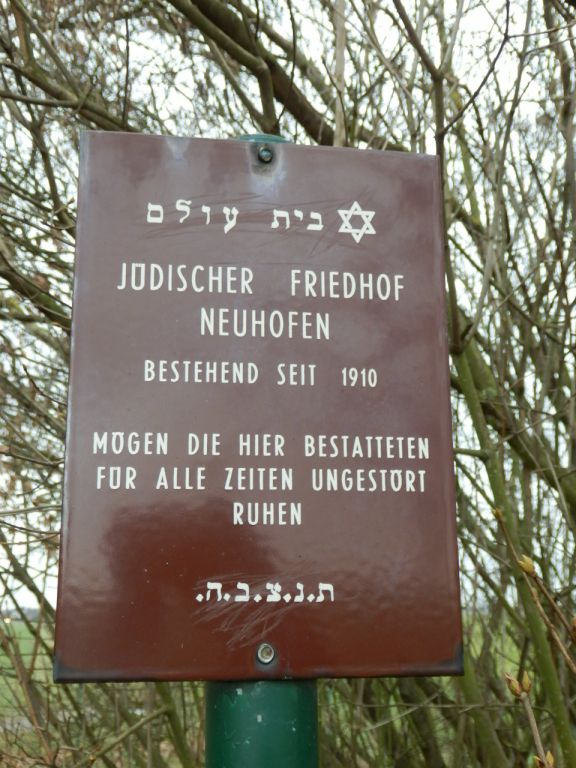 בית עולם
JÜDISCHER FRIEDHOF
NEUHOFEN
BESTEHEND SEIT 1910
MÖGEN DIE HIER BESTATTETEN
FÜR ALLE ZEITEN UNGESTÖRT
RUHEN
ת.נ.צ.ב.ה.